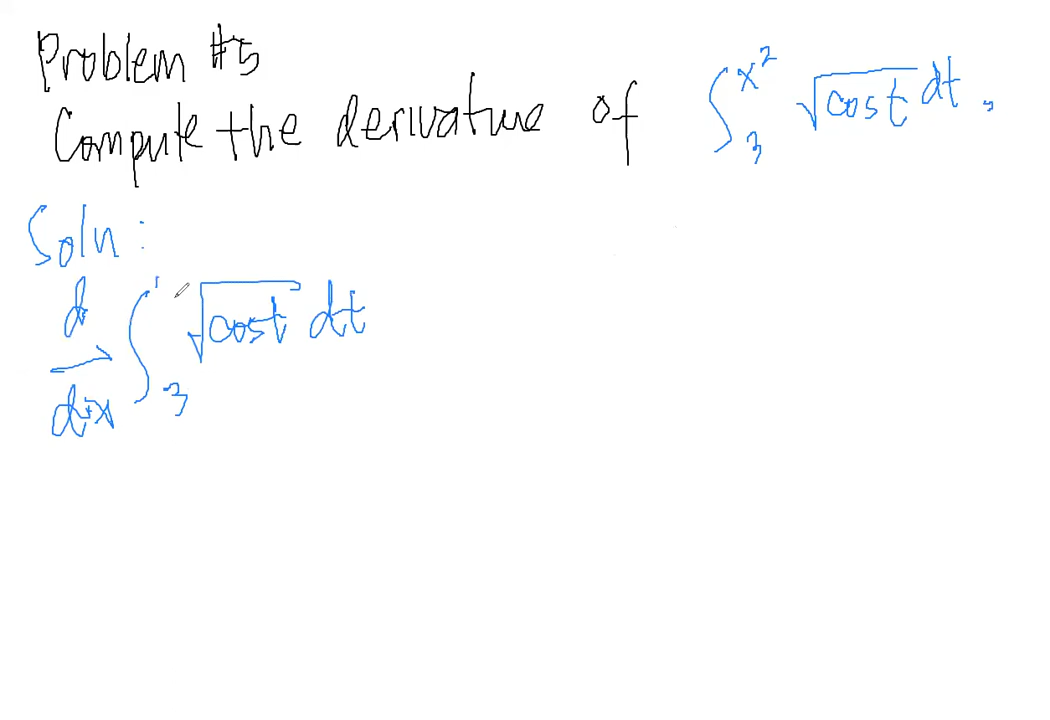 Problem #5
Compute the derivative of ∫₃^{x²} √(cos t) dt.
Soln:
d/dx ∫₃ √(cos t) dt